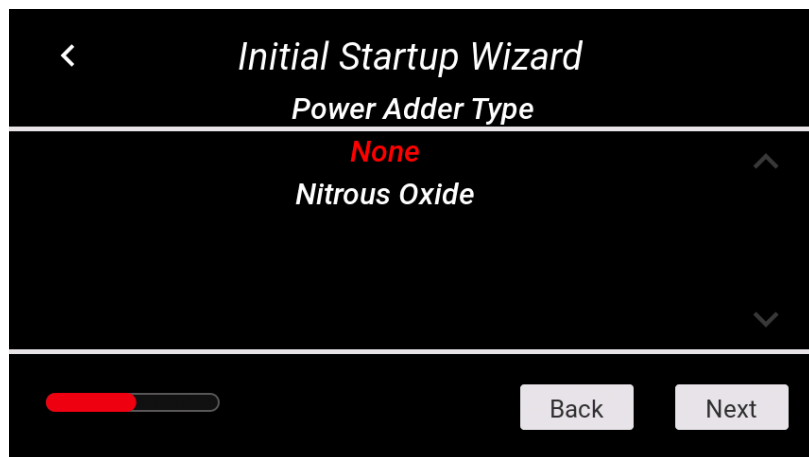 Initial Startup Wizard
Power Adder Type
None
Nitrous Oxide
Back Next